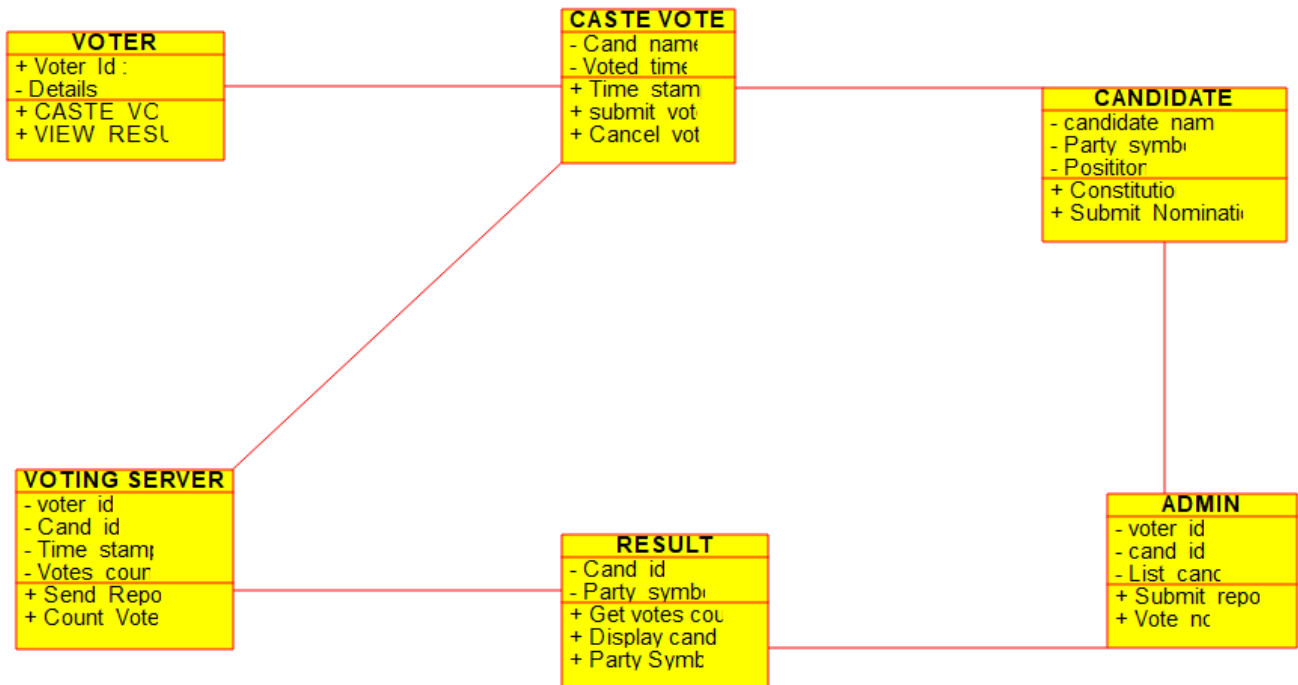 VOTER
+ Voter Id :
- Details
+ CASTE VC
+ VIEW RESU
CASTE VOTE
- Cand name
- Voted time
+ Time stam
+ submit vot
+ Cancel vot
CANDIDATE
- candidate nam
- Party symb
- Posititor
+ Constitutio
+ Submit Nominati
VOTING SERVER
- voter id
- Cand id
- Time stamp
- Votes cour
+ Send Repo
+ Count Vote
RESULT
- Cand id
- Party symb
+ Get votes cou
+ Display cand
+ Party Symb
ADMIN
- voter id
- cand id
- List canc
+ Submit repo
+ Vote nc